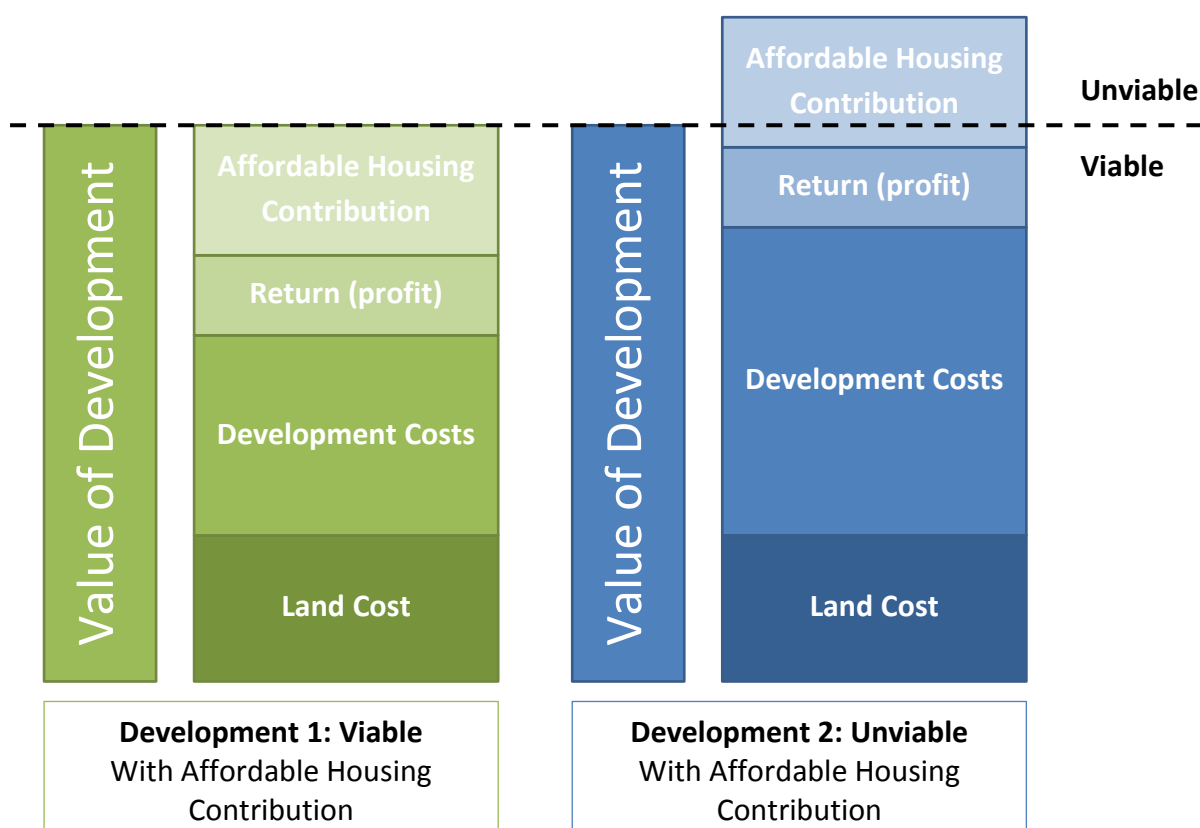 Value of Development
Affordable Housing
Contribution
Return (profit)
Development Costs
Land Cost
Development 1: Viable
With Affordable Housing
Contribution
Value of Development
Affordable Housing
Contribution
Return (profit)
Development Costs
Land Cost
Development 2: Unviable
With Affordable Housing
Contribution
Unviable
Viable